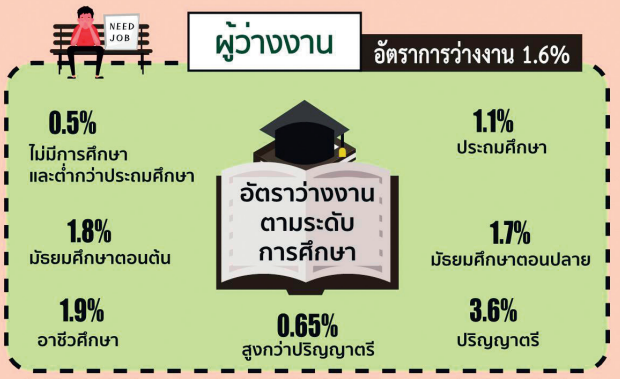 NEED
JOB
ผู้ว่างงาน
อัตราการว่างงาน 1.6%
0.5%
ไม่มีการศึกษา
และต่ำกว่าประถมศึกษา
1.1%
ประถมศึกษา
อัตราว่างงาน
ตามระดับ
การศึกษา
1.8%
มัธยมศึกษาตอนต้น
1.7%
มัธยมศึกษาตอนปลาย
1.9%
อาชีวศึกษา
0.65%
สูงกว่าปริญญาตรี
3.6%
ปริญญาตรี